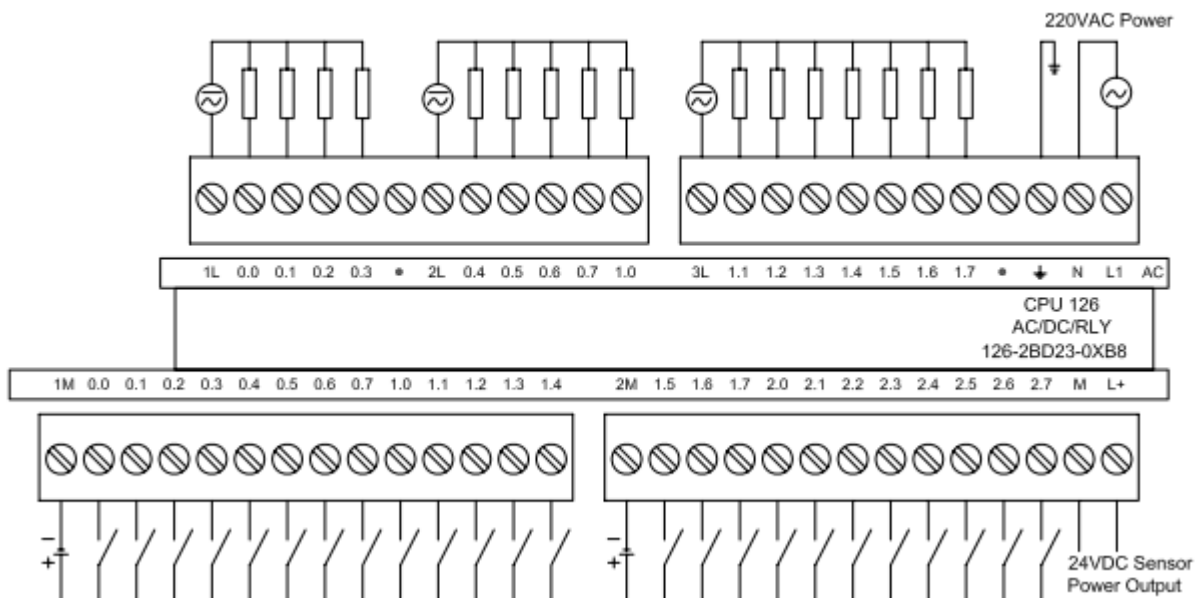 220VAC Power
1L 0.0 0.1 0.2 0.3 • 2L 0.4 0.5 0.6 0.7 1.0 3L 1.1 1.2 1.3 1.4 1.5 1.6 1.7 • N L1 AC
CPU 126
AC/DC/RLY
126-2BD23-0XB8
1M 0.0 0.1 0.2 0.3 0.4 0.5 0.6 0.7 1.0 1.1 1.2 1.3 1.4 2M 1.5 1.6 1.7 2.0 2.1 2.2 2.3 2.4 2.5 2.6 2.7 M L+
− −
+ +
24VDC Sensor
Power Output